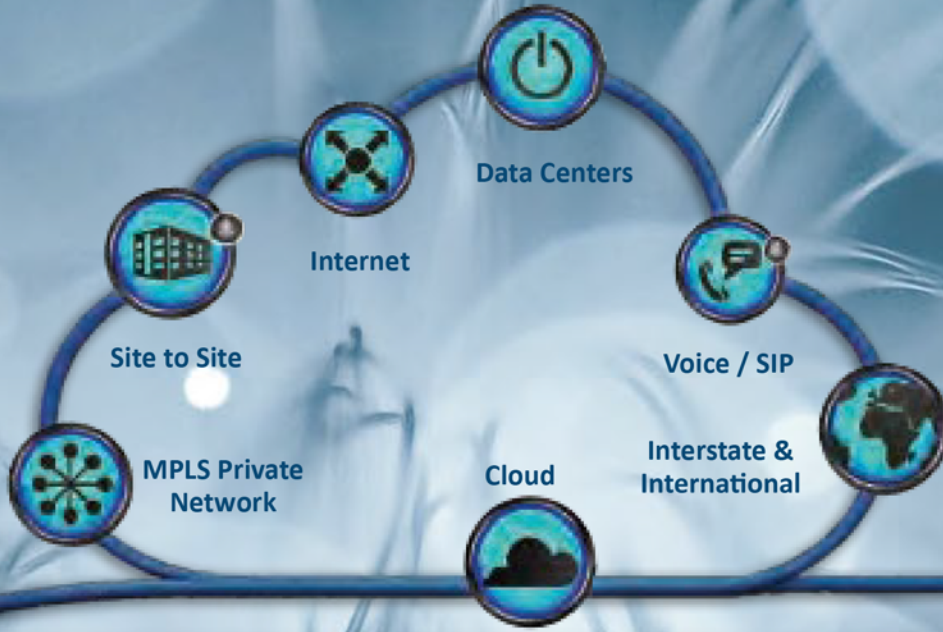 Data Centers
Internet
Site to Site
Voice / SIP
MPLS Private
Network
Cloud
Interstate &
International